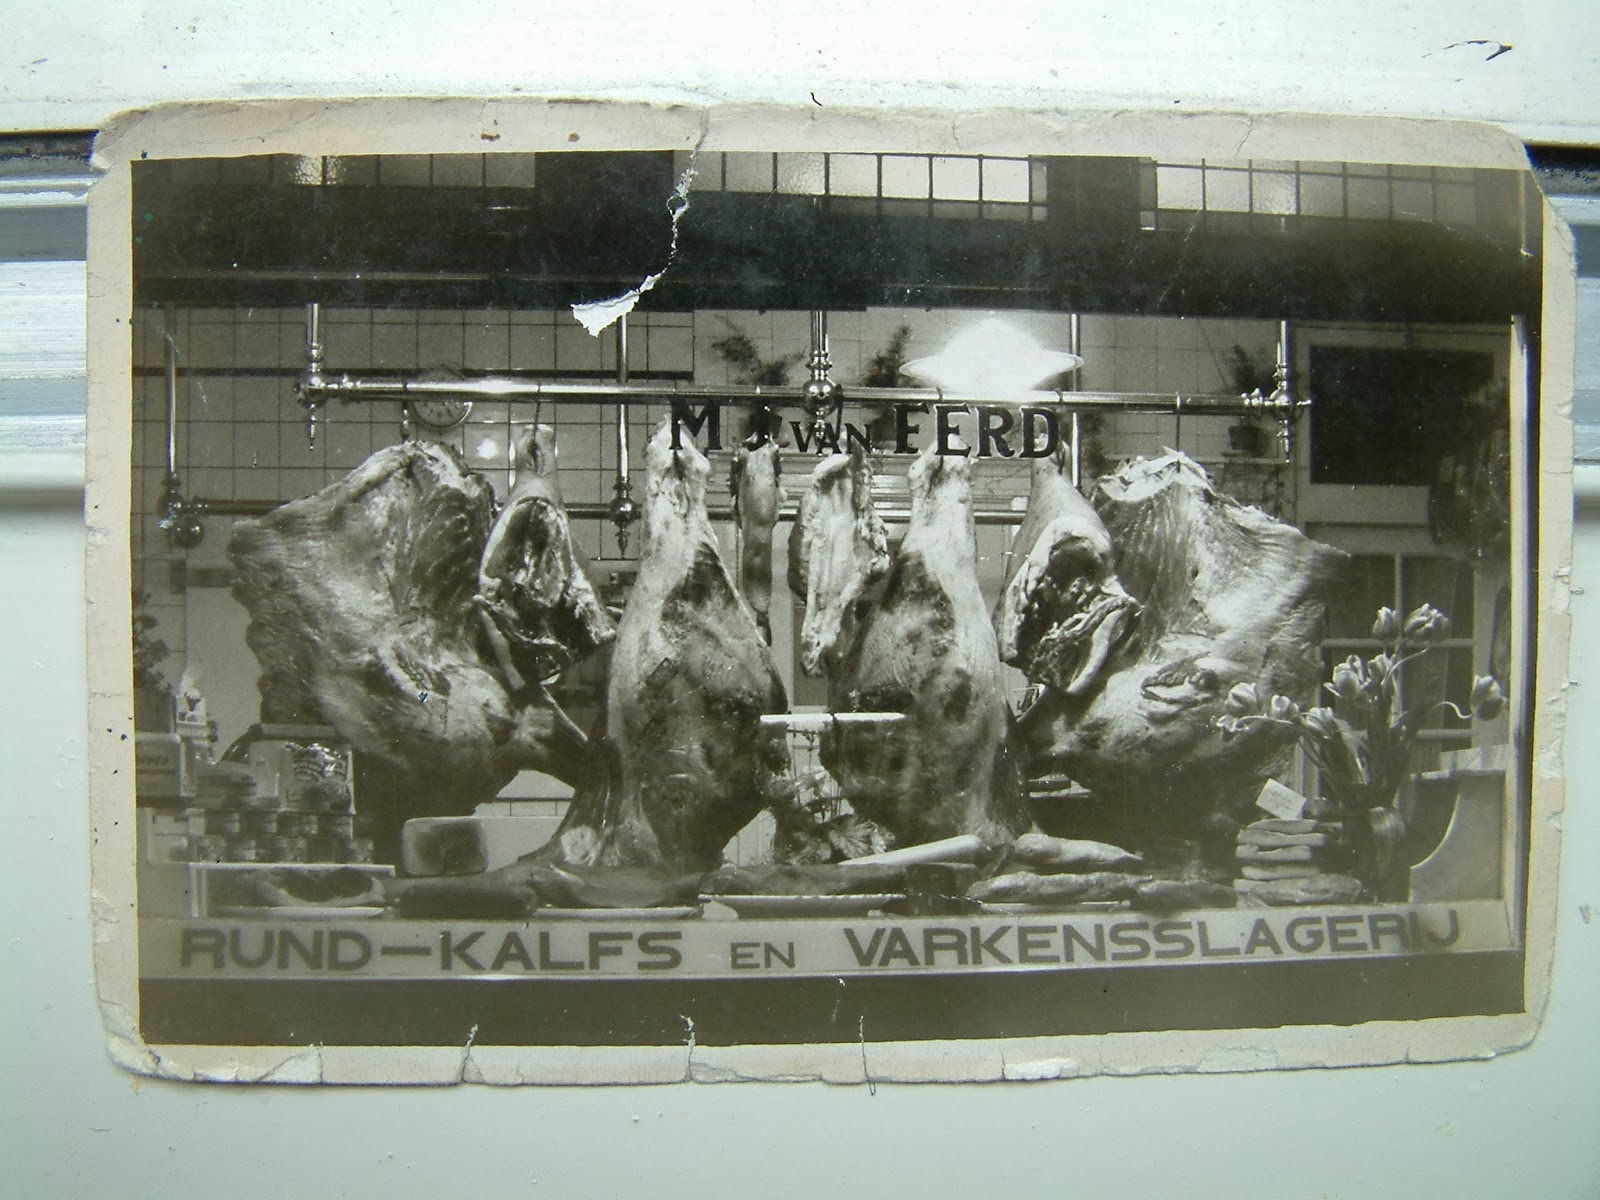 M J VAN EERD
RUND-KALFS EN VARKENSSLAGERIJ